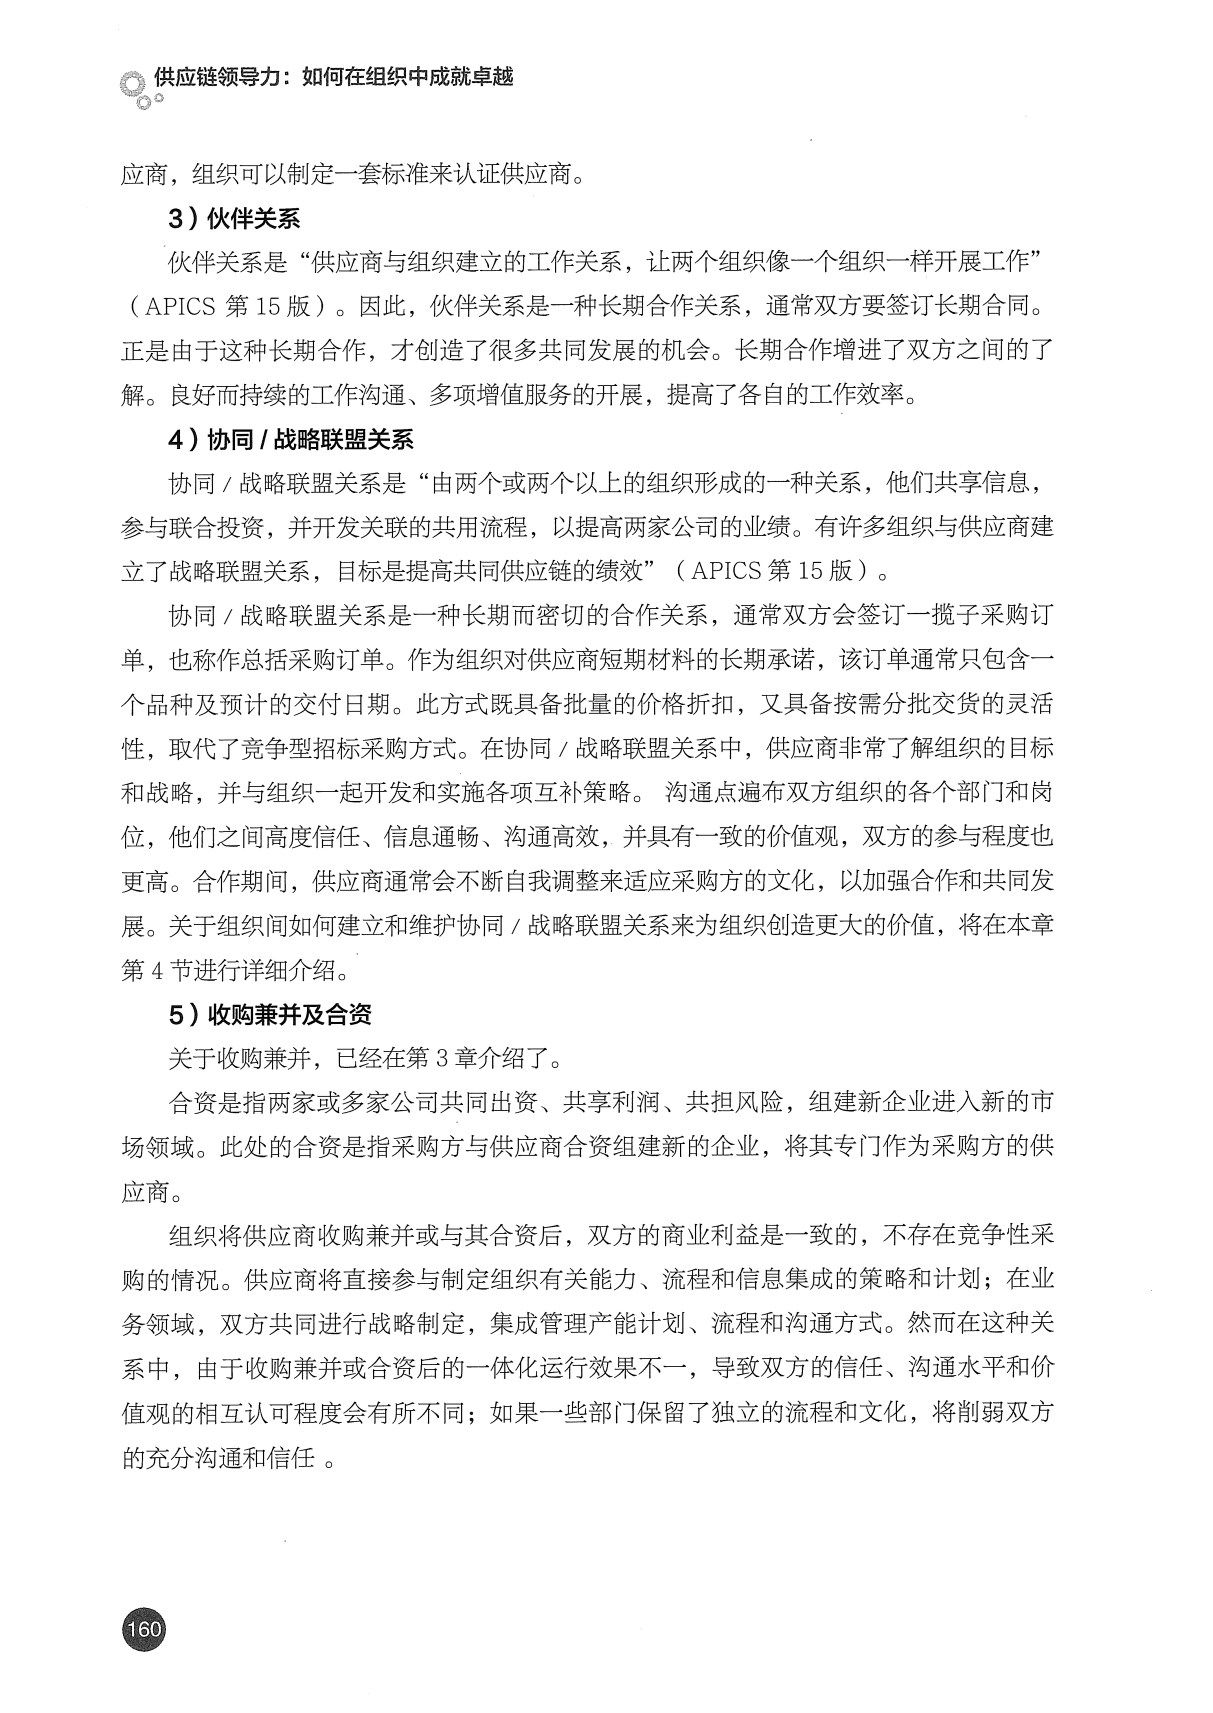 供应链领导力：如何在组织中成就卓越
应商，组织可以制定一套标准来认证供应商。
3）伙伴关系
伙伴关系是“供应商与组织建立的工作关系，让两个组织像一个组织一样开展工作”
（APICS 第 15 版）。因此，伙伴关系是一种长期合作关系，通常双方要签订长期合同。
正是由于这种长期合作，才创造了很多共同发展的机会。长期合作增进了双方之间的了
解。良好而持续的工作沟通、多项增值服务的开展，提高了各自的工作效率。
4）协同 / 战略联盟关系
协同 / 战略联盟关系是“由两个或两个以上的组织形成的一种关系，他们共享信息，
参与联合投资，并开发关联的共用流程，以提高两家公司的业绩。有许多组织与供应商建
立了战略联盟关系，目标是提高共同供应链的绩效”（APICS 第 15 版）。
协同 / 战略联盟关系是一种长期而密切的合作关系，通常双方会签订一揽子采购订
单，也称作总括采购订单。作为组织对供应商短期材料的长期承诺，该订单通常只包含一
个品种及预计的交付日期。此方式既具备批量的价格折扣，又具备按需分批交货的灵活
性，取代了竞争型招标采购方式。在协同 / 战略联盟关系中，供应商非常了解组织的目标
和战略，并与组织一起开发和实施各项互补策略。 沟通点遍布双方组织的各个部门和岗
位，他们之间高度信任、信息通畅、沟通高效，并具有一致的价值观，双方的参与程度也
更高。合作期间，供应商通常会不断自我调整来适应采购方的文化，以加强合作和共同发
展。关于组织间如何建立和维护协同 / 战略联盟关系来为组织创造更大的价值，将在本章
第 4 节进行详细介绍。
5）收购兼并及合资
关于收购兼并，已经在第 3 章介绍了。
合资是指两家或多家公司共同出资、共享利润、共担风险，组建新企业进入新的市
场领域。此处的合资是指采购方与供应商合资组建新的企业，将其专门作为采购方的供
应商。
组织将供应商收购兼并或与其合资后，双方的商业利益是一致的，不存在竞争性采
购的情况。供应商将直接参与制定组织有关能力、流程和信息集成的策略和计划；在业
务领域，双方共同进行战略制定，集成管理产能计划、流程和沟通方式。然而在这种关
系中，由于收购兼并或合资后的一体化运行效果不一，导致双方的信任、沟通水平和价
值观的相互认可程度会有所不同；如果一些部门保留了独立的流程和文化，将削弱双方
的充分沟通和信任 。
160